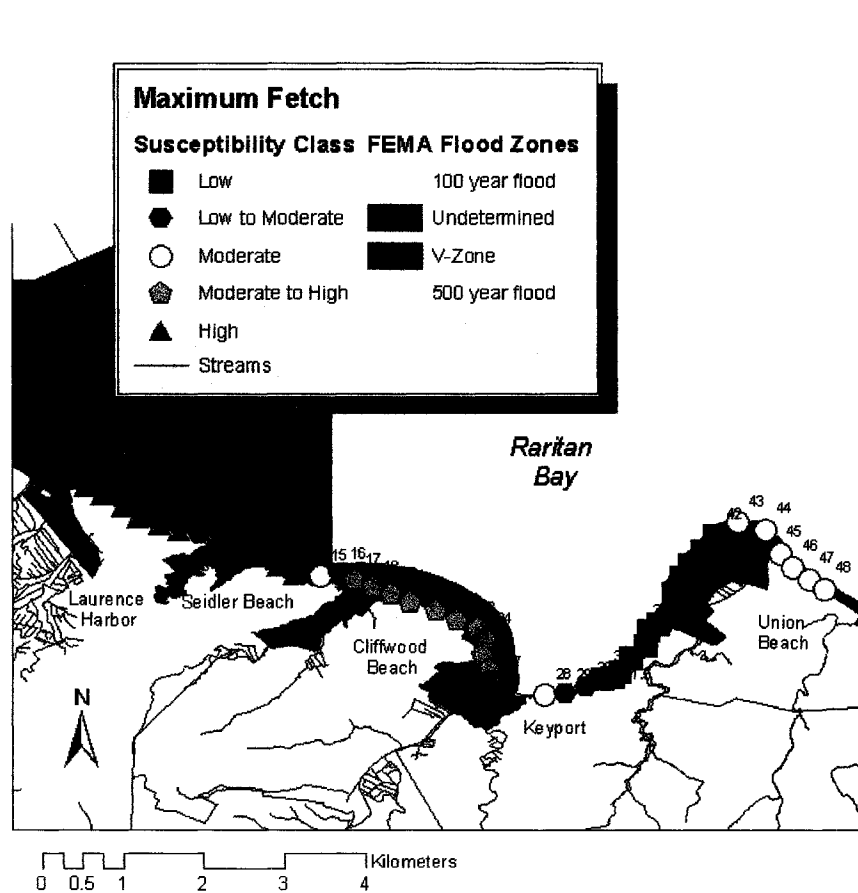 Maximum Fetch
Susceptibility Class FEMA Flood Zones
Low 100 year flood
Low to Moderate Undetermined
Moderate V-Zone
Moderate to High 500 year flood
High
Streams
Raritan
Bay
42 43 44
45
46
47
48
15 16 17
Laurence
Harbor
Seidler Beach
Cliffwood
Beach
Union
Beach
28
Keyport
N
Kilometers
0 0.5 1 2 3 4